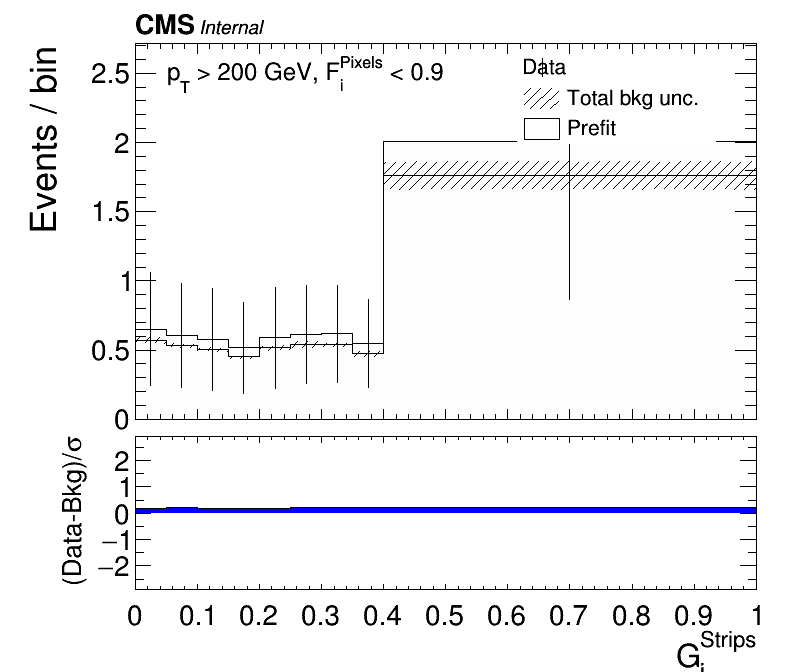 CMS Internal
Events / bin
p_T > 200 GeV, F_i^Pixels < 0.9
Data
Total bkg unc.
Prefit
2.5
2
1.5
1
0.5
0
(Data-Bkg)/σ
2
1
0
−1
−2
0 0.1 0.2 0.3 0.4 0.5 0.6 0.7 0.8 0.9 1
G_i^Strips